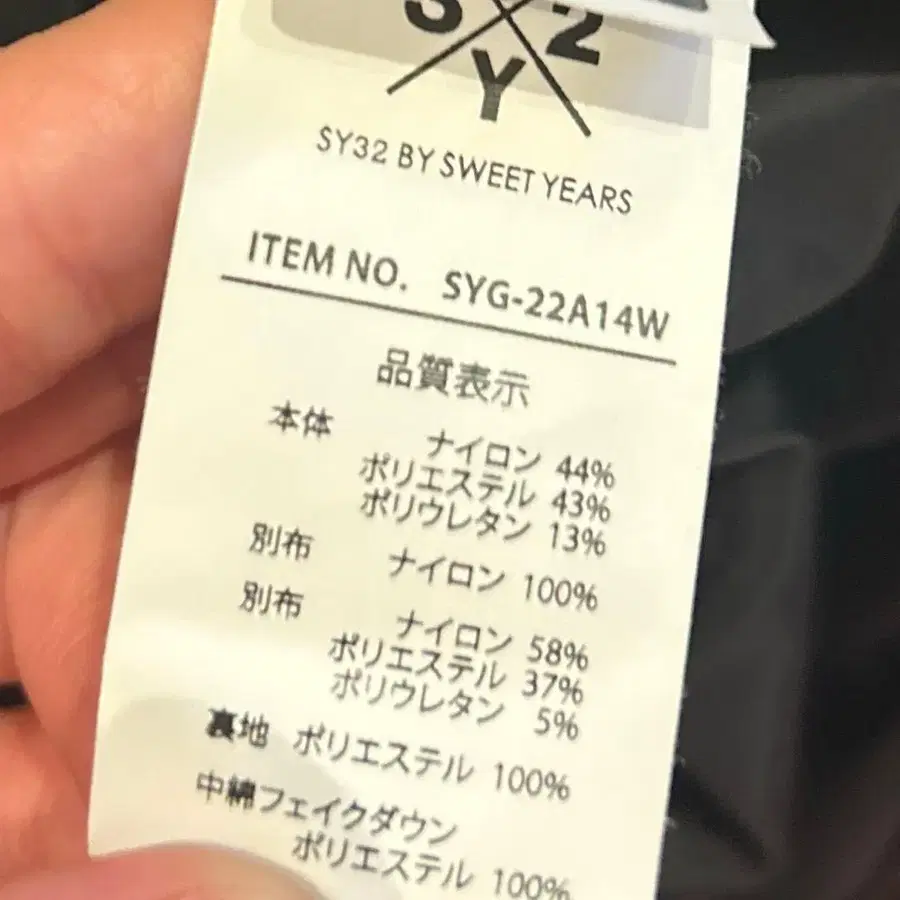 S 2
Y
SY32 BY SWEET YEARS
ITEM NO. SYG-22A14W
品質表示
本体 ナイロン 44%
ポリエステル 43%
ポリウレタン 13%
別布 ナイロン 100%
別布 ナイロン 58%
ポリエステル 37%
ポリウレタン 5%
裏地 ポリエステル 100%
中綿フェイクダウン
ポリエステル 100%